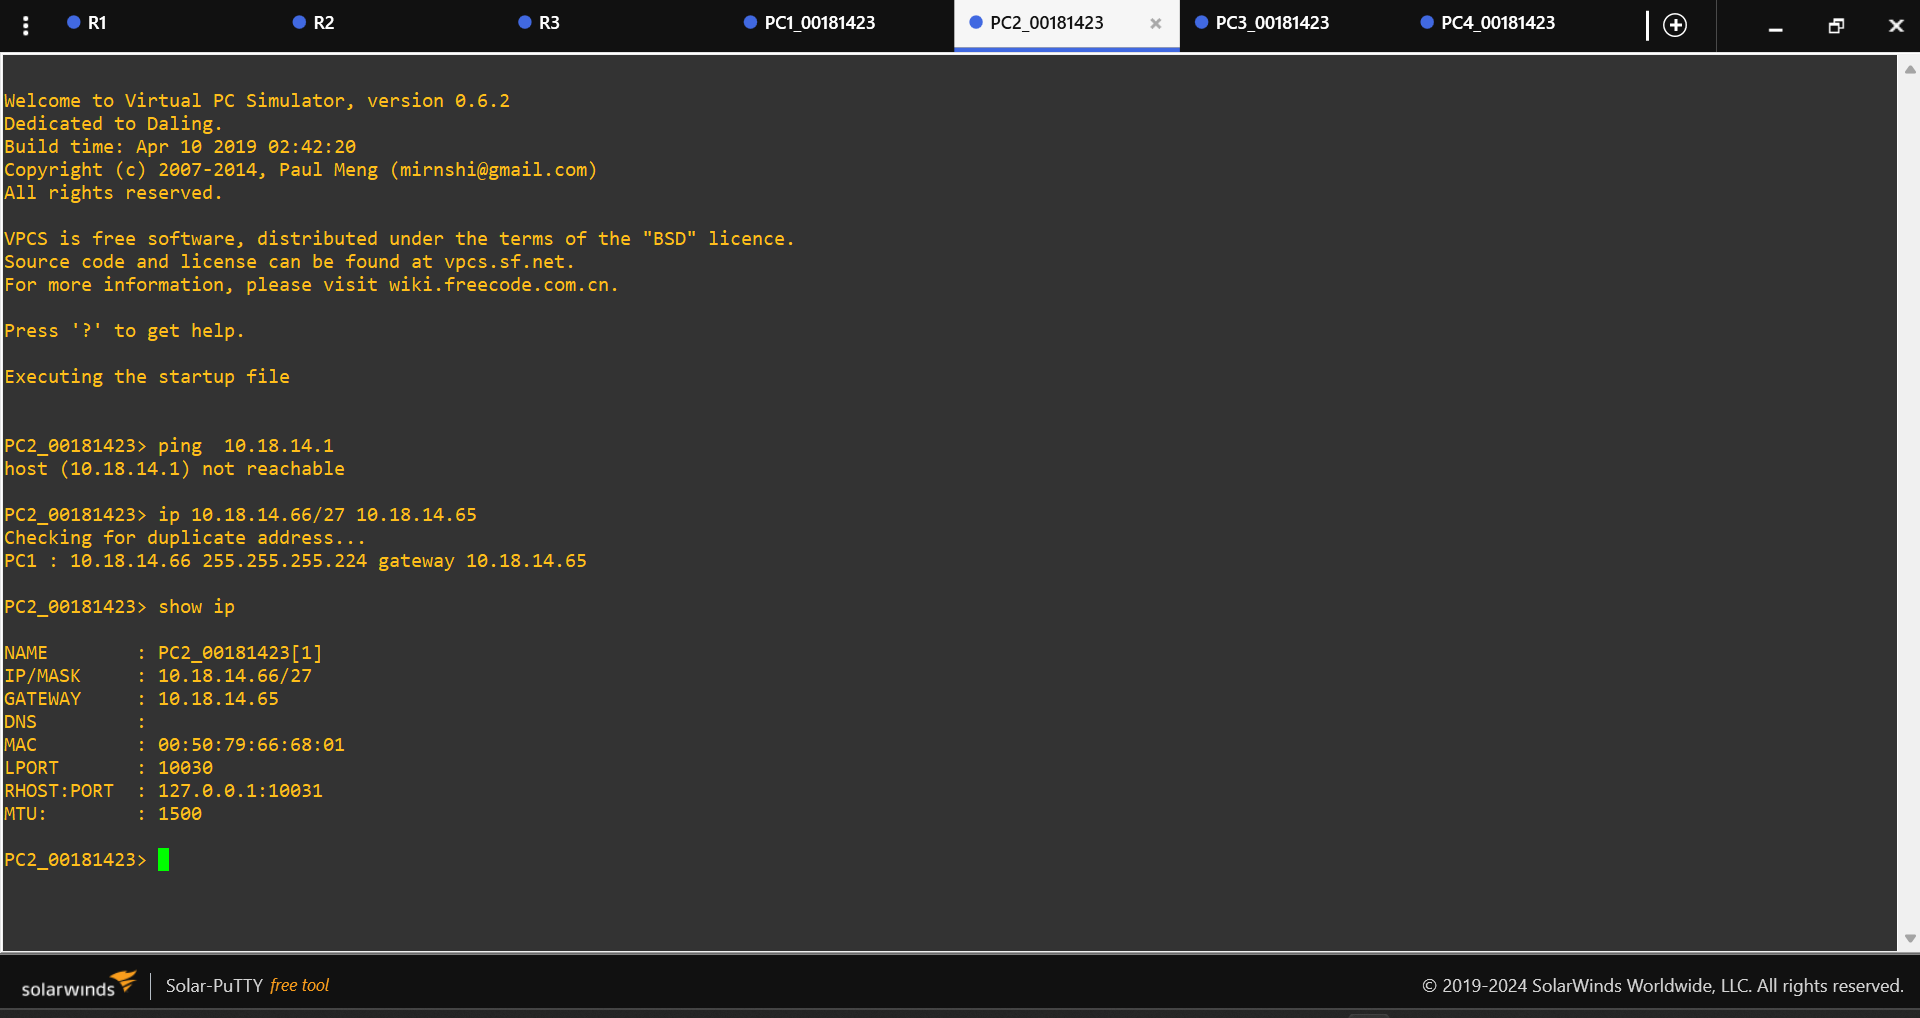 R1 R2 R3 PC1_00181423 PC2_00181423 PC3_00181423 PC4_00181423
Welcome to Virtual PC Simulator, version 0.6.2
Dedicated to Daling.
Build time: Apr 10 2019 02:42:20
Copyright (c) 2007-2014, Paul Meng (mirnshi@gmail.com)
All rights reserved.
VPCS is free software, distributed under the terms of the "BSD" licence.
Source code and license can be found at vpcs.sf.net.
For more information, please visit wiki.freecode.com.cn.
Press '?' to get help.
Executing the startup file
PC2_00181423> ping  10.18.14.1
host (10.18.14.1) not reachable
PC2_00181423> ip 10.18.14.66/27 10.18.14.65
Checking for duplicate address...
PC1 : 10.18.14.66 255.255.255.224 gateway 10.18.14.65
PC2_00181423> show ip
NAME        : PC2_00181423[1]
IP/MASK     : 10.18.14.66/27
GATEWAY     : 10.18.14.65
DNS         :
MAC         : 00:50:79:66:68:01
LPORT       : 10030
RHOST:PORT  : 127.0.0.1:10031
MTU:        : 1500
PC2_00181423>
solarwinds Solar-PuTTY free tool © 2019-2024 SolarWinds Worldwide, LLC. All rights reserved.